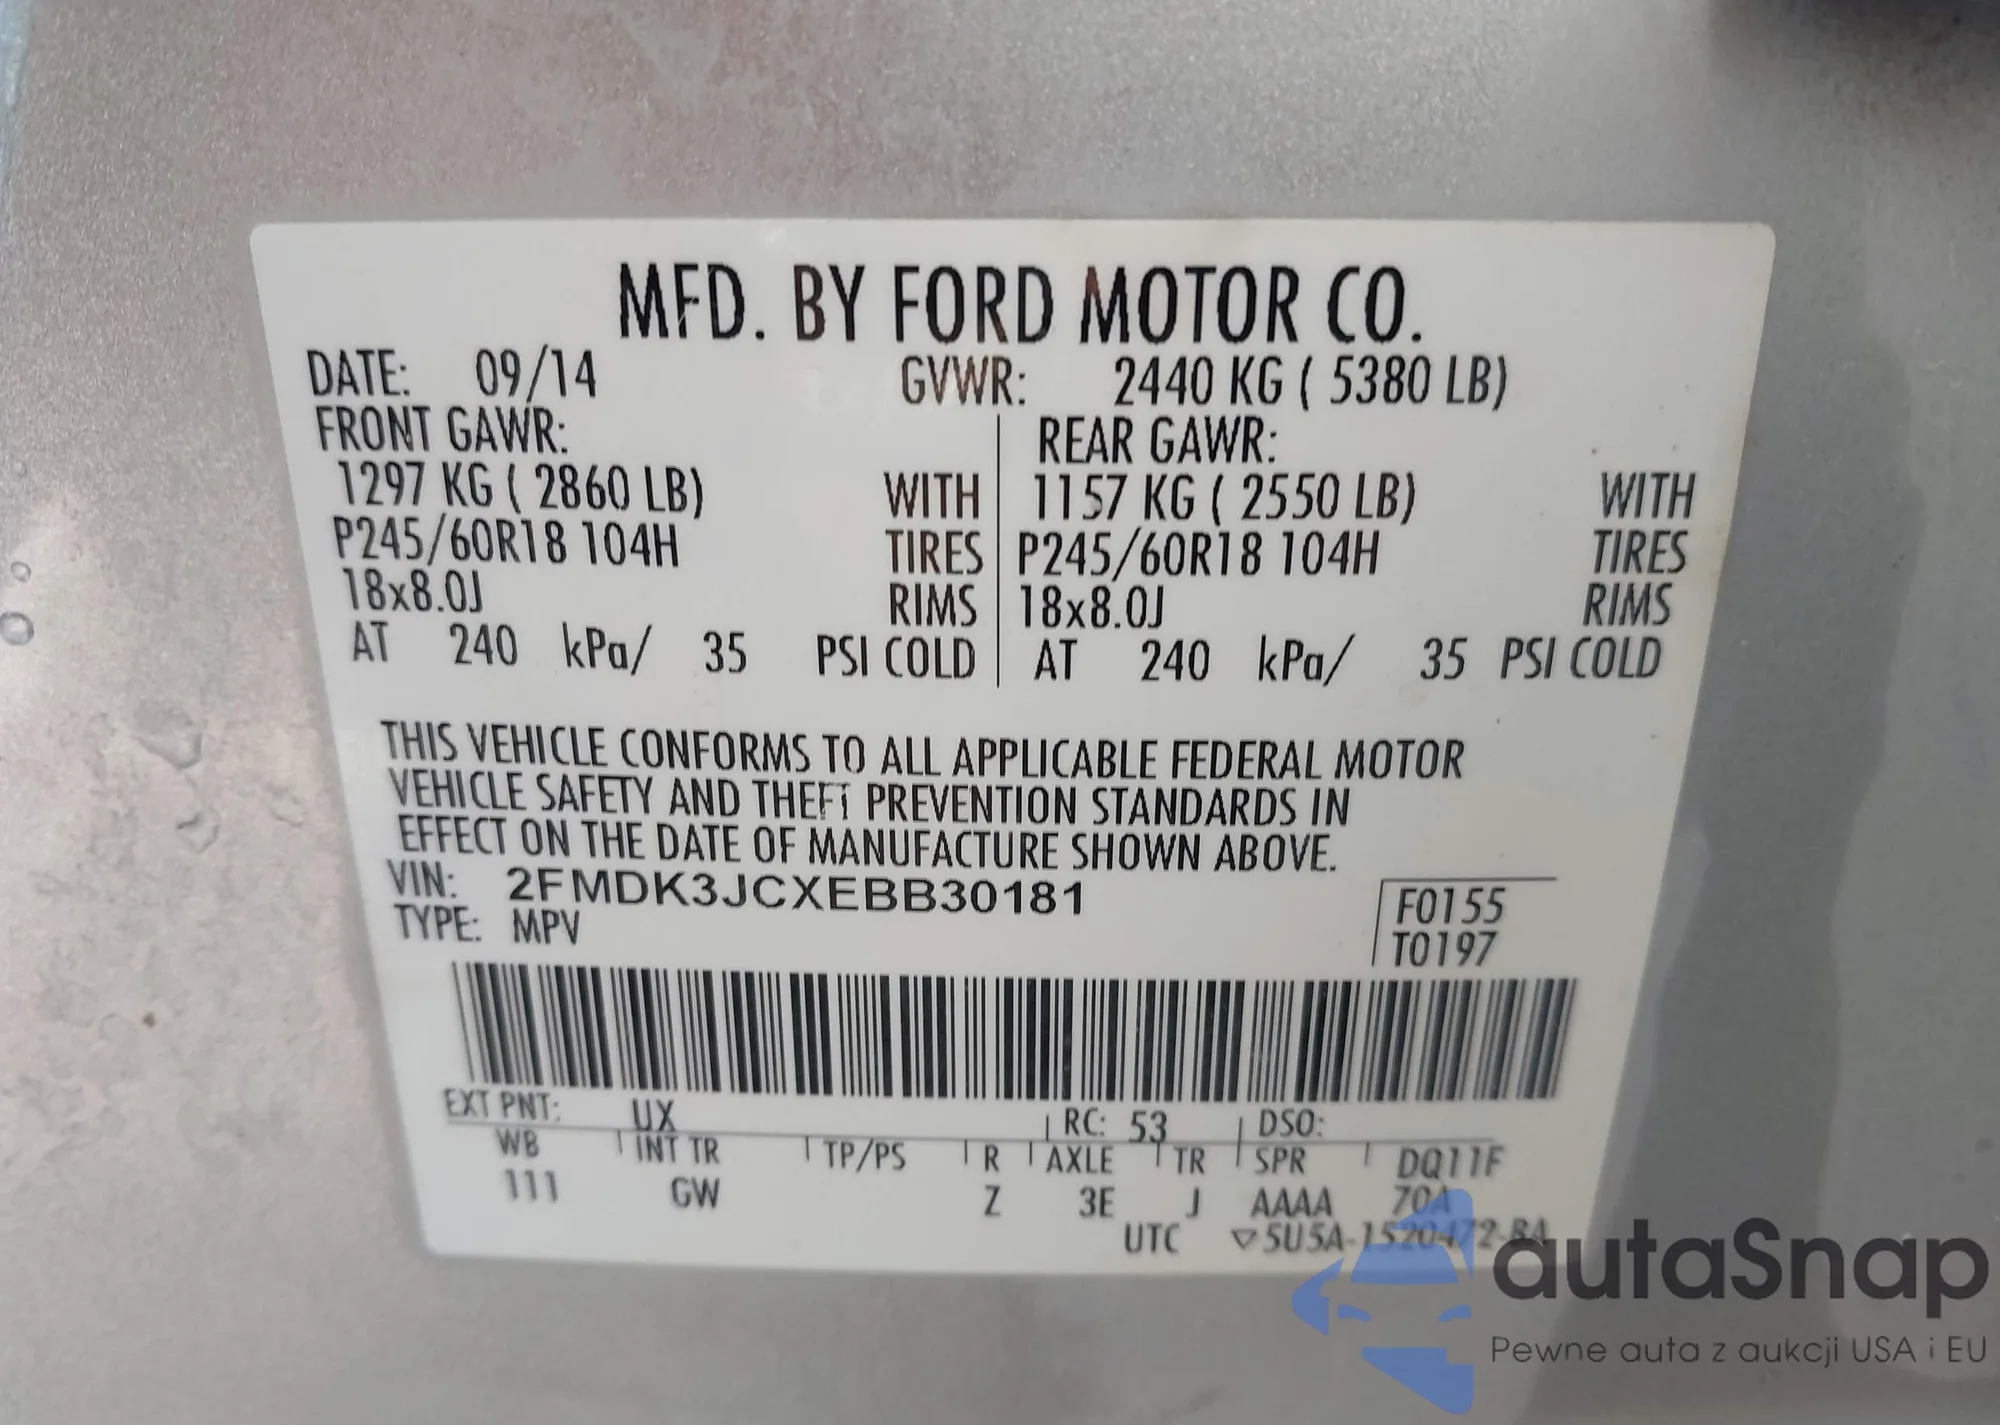 MFD. BY FORD MOTOR CO.
DATE: 09/14 GVWR: 2440 KG ( 5380 LB)
FRONT GAWR: REAR GAWR:
1297 KG ( 2860 LB) WITH 1157 KG ( 2550 LB) WITH
P245/60R18 104H TIRES P245/60R18 104H TIRES
18x8.0J RIMS 18x8.0J RIMS
AT 240 kPa/ 35 PSI COLD AT 240 kPa/ 35 PSI COLD
THIS VEHICLE CONFORMS TO ALL APPLICABLE FEDERAL MOTOR
VEHICLE SAFETY AND THEFT PREVENTION STANDARDS IN
EFFECT ON THE DATE OF MANUFACTURE SHOWN ABOVE.
VIN: 2FMDK3JCXEBB30181
TYPE: MPV
F0155
T0197
EXT PNT: UX RC: 53 DSO:
WB INT TR TP/PS R AXLE TR SPR DQ11F
111 GW Z 3E J AAAA 70A
UTC ▽5U5A-1520472-BA
autaSnap
Pewne auta z aukcji USA i EU